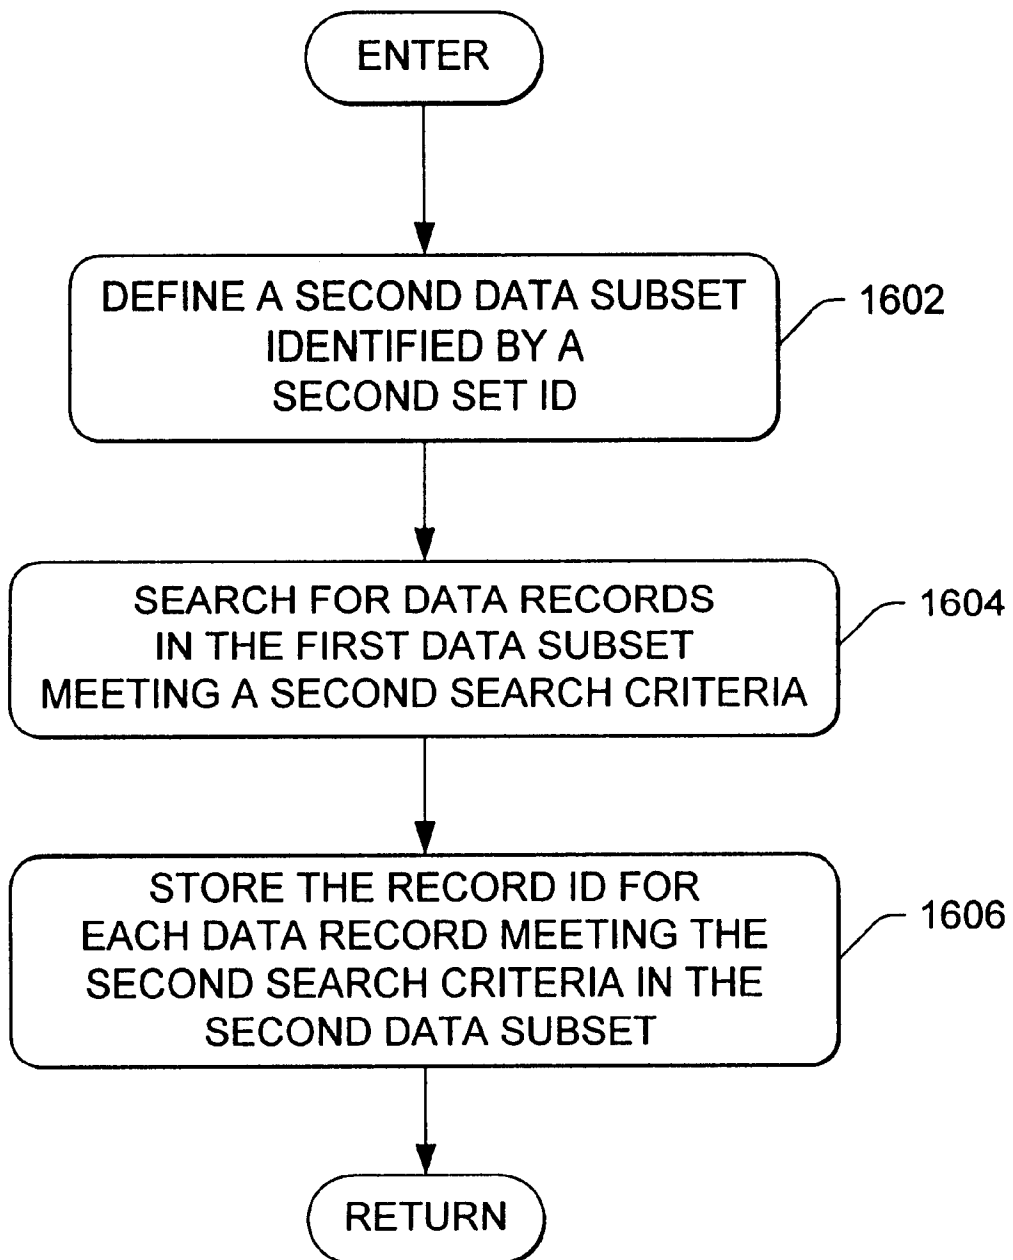 ENTER
DEFINE A SECOND DATA SUBSET
IDENTIFIED BY A
SECOND SET ID
1602
SEARCH FOR DATA RECORDS
IN THE FIRST DATA SUBSET
MEETING A SECOND SEARCH CRITERIA
1604
STORE THE RECORD ID FOR
EACH DATA RECORD MEETING THE
SECOND SEARCH CRITERIA IN THE
SECOND DATA SUBSET
1606
RETURN